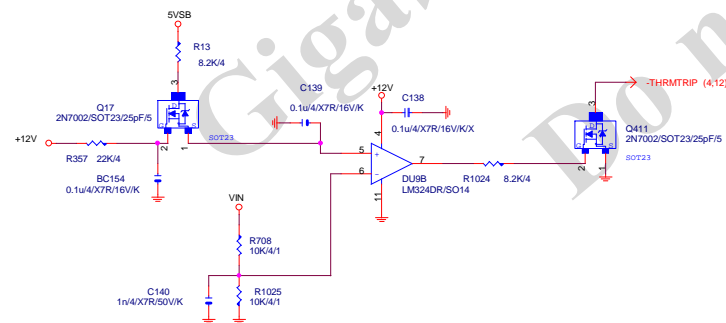 5VSB
R13
8.2K/4
3
D
G
S
2
1
Q17
2N7002/SOT23/25pF/5
SOT23
+12V
R357 22K/4
BC154
0.1u/4/X7R/16V/K
C139
0.1u/4/X7R/16V/K
+12V
C138
0.1u/4/X7R/16V/K/X
4
5
+
6
-
7
11
DU9B
LM324DR/SO14
R1024 8.2K/4
-THRMTRIP (4,12)
3
D
G
S
2
1
Q411
2N7002/SOT23/25pF/5
SOT23
VIN
R708
10K/4/1
R1025
10K/4/1
C140
1n/4/X7R/50V/K
Giga
Do n